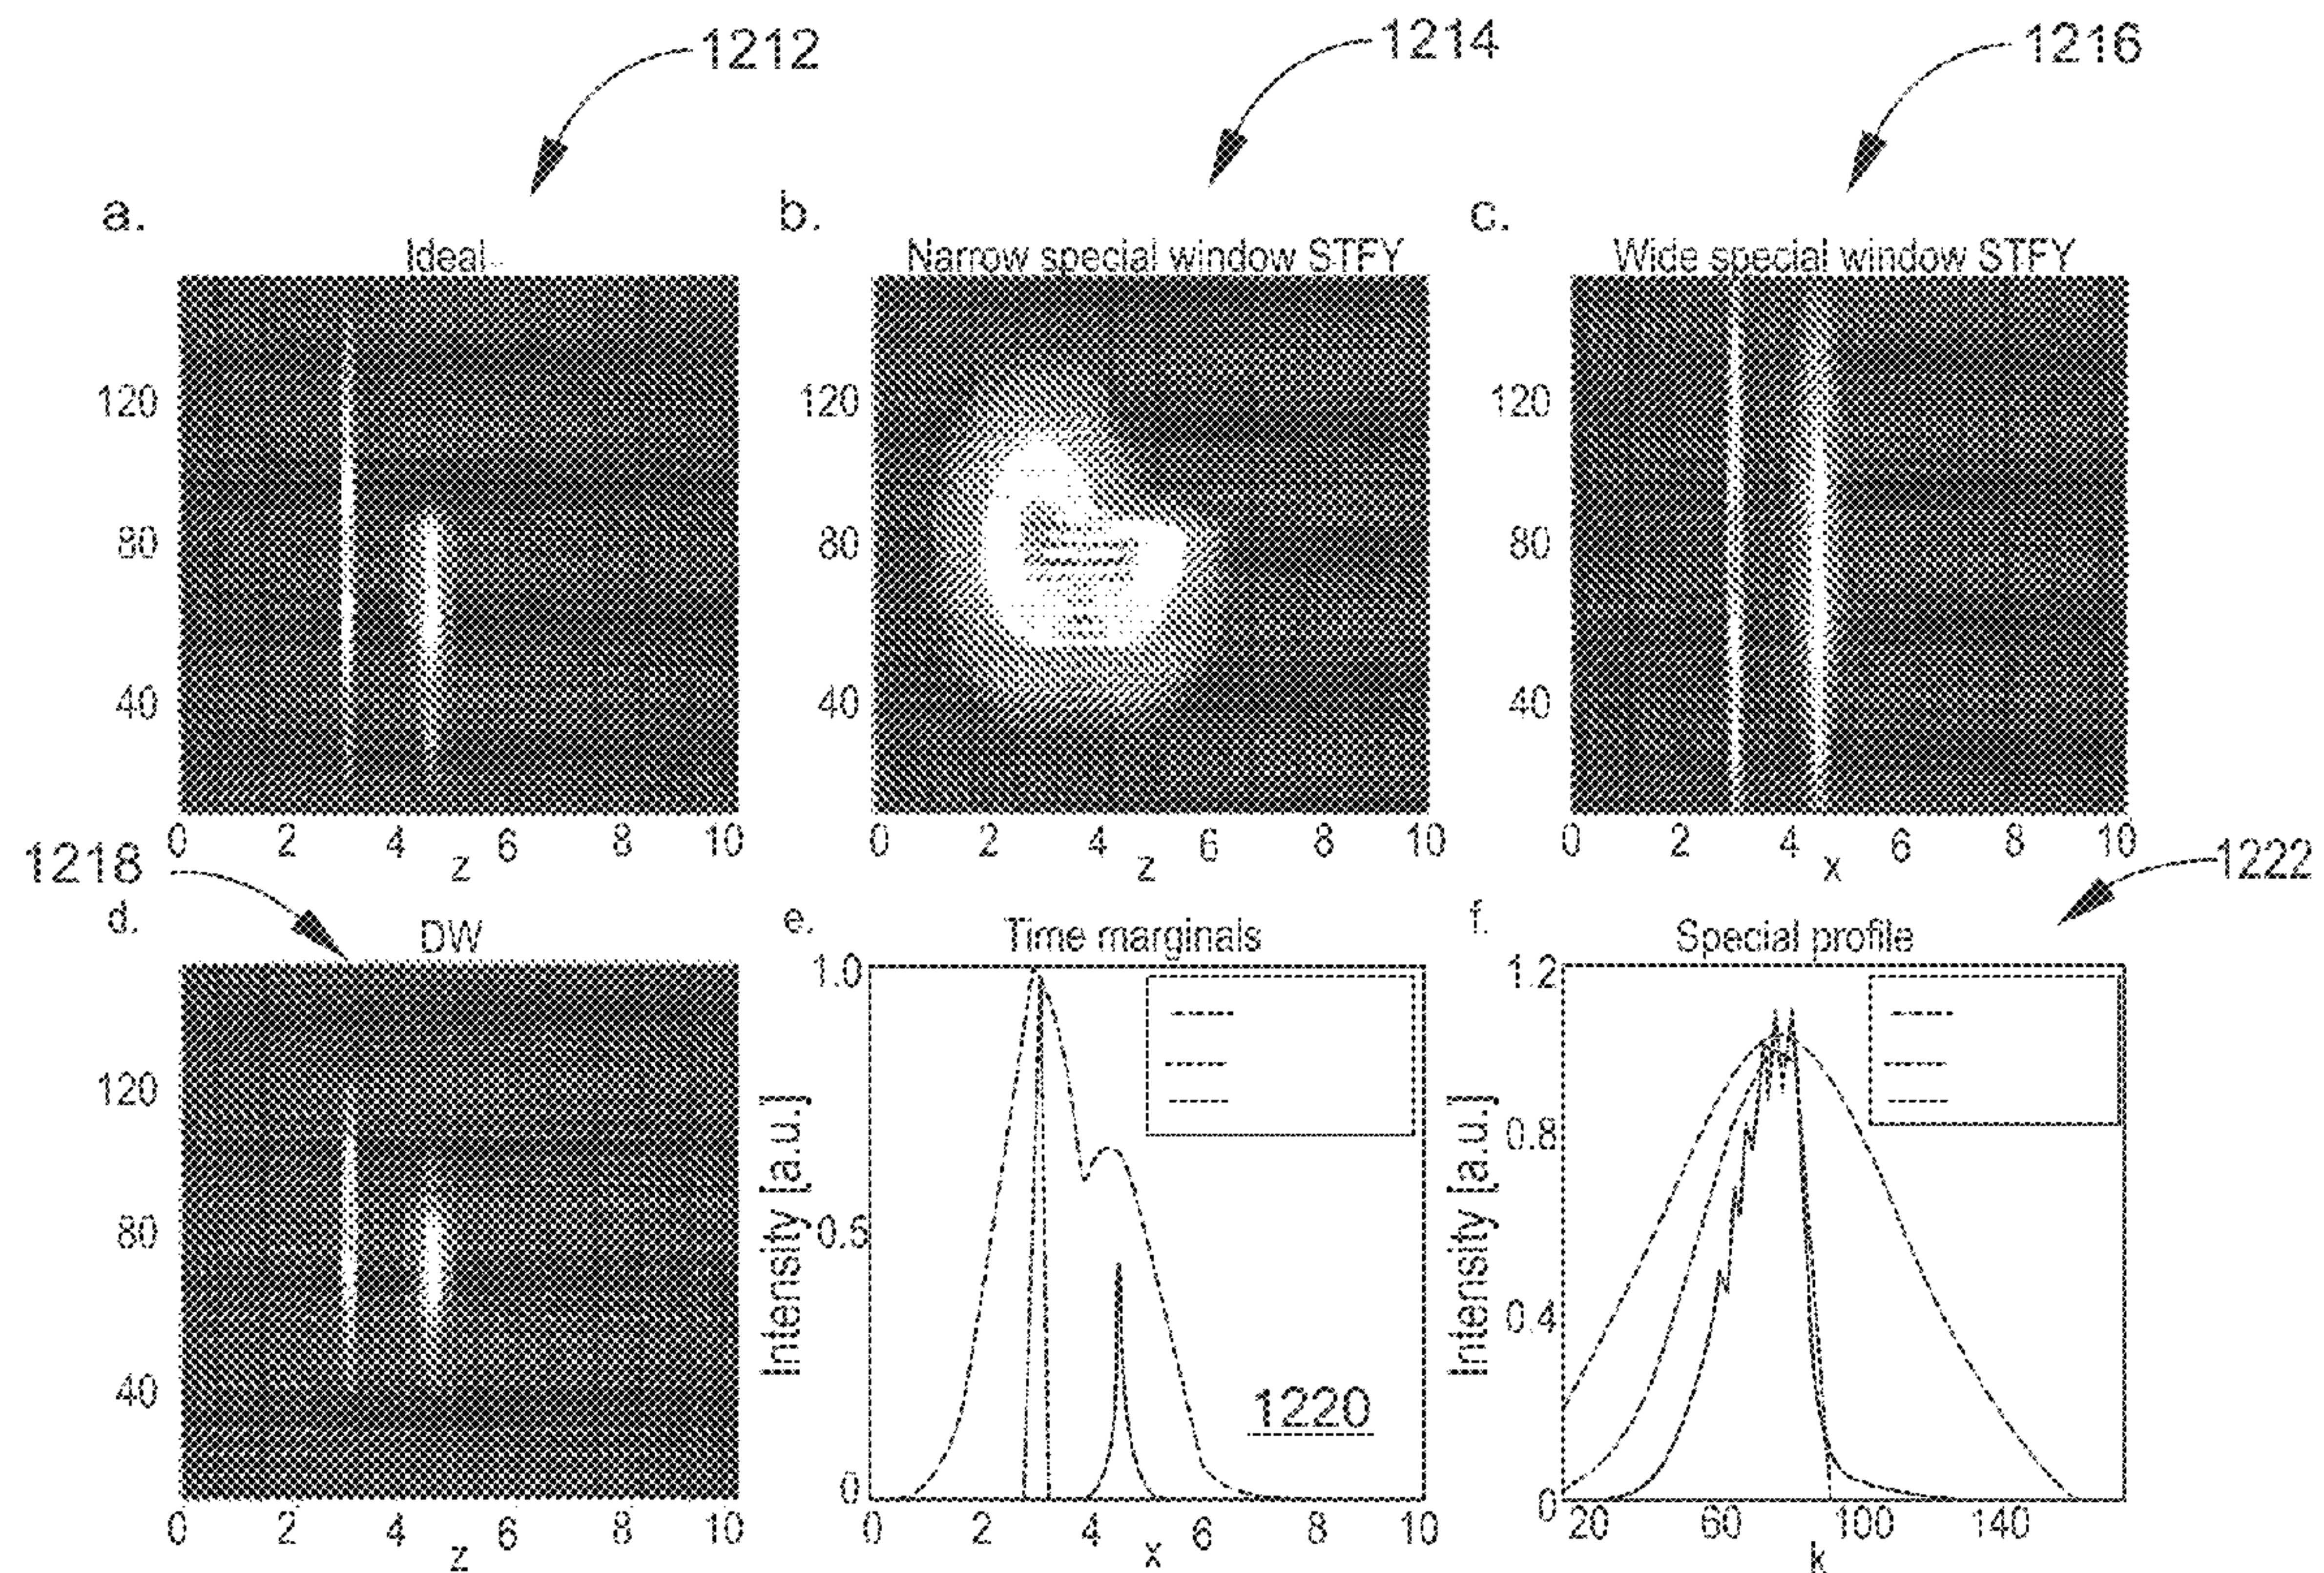 1212
1214
1216
a.
b.
c.
Ideal
Narrow special window STFY
Wide special window STFY
120
80
40
0 2 4 6 8 10
z
120
80
40
0 2 4 6 8 10
z
120
80
40
0 2 4 6 8 10
x
1218
1222
d.
e.
f.
DW
Time marginals
Special profile
120
80
40
0 2 4 6 8 10
z
Intensity [a.u.]
1.0
0.5
0
1220
0 2 4 6 8 10
x
Intensity [a.u.]
1.2
0.8
0.4
0
20 60 100 140
k